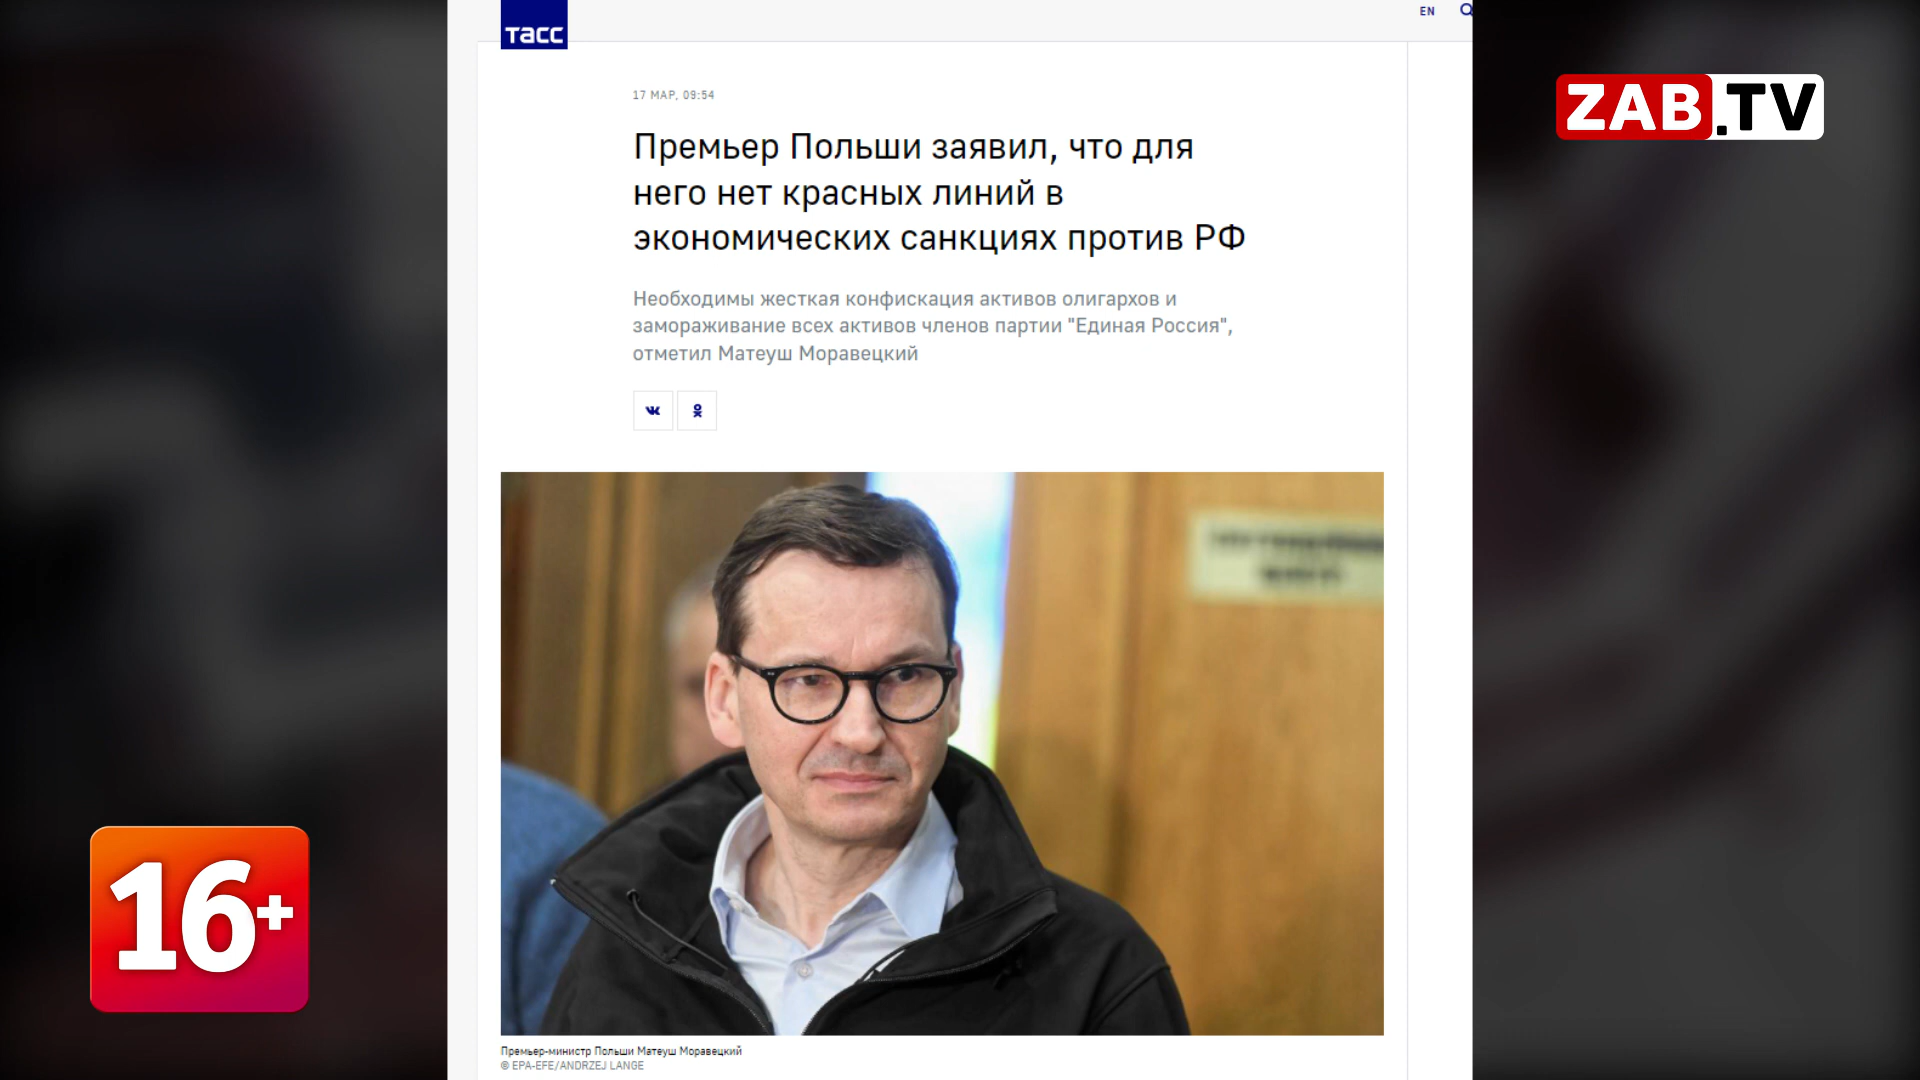 тасс
EN
ZAB.TV
17 МАР, 09:54
Премьер Польши заявил, что для
него нет красных линий в
экономических санкциях против РФ
Необходимы жесткая конфискация активов олигархов и
замораживание всех активов членов партии "Единая Россия",
отметил Матеуш Моравецкий
16+
Премьер-министр Польши Матеуш Моравецкий
© EPA-EFE/ANDRZEJ LANGE